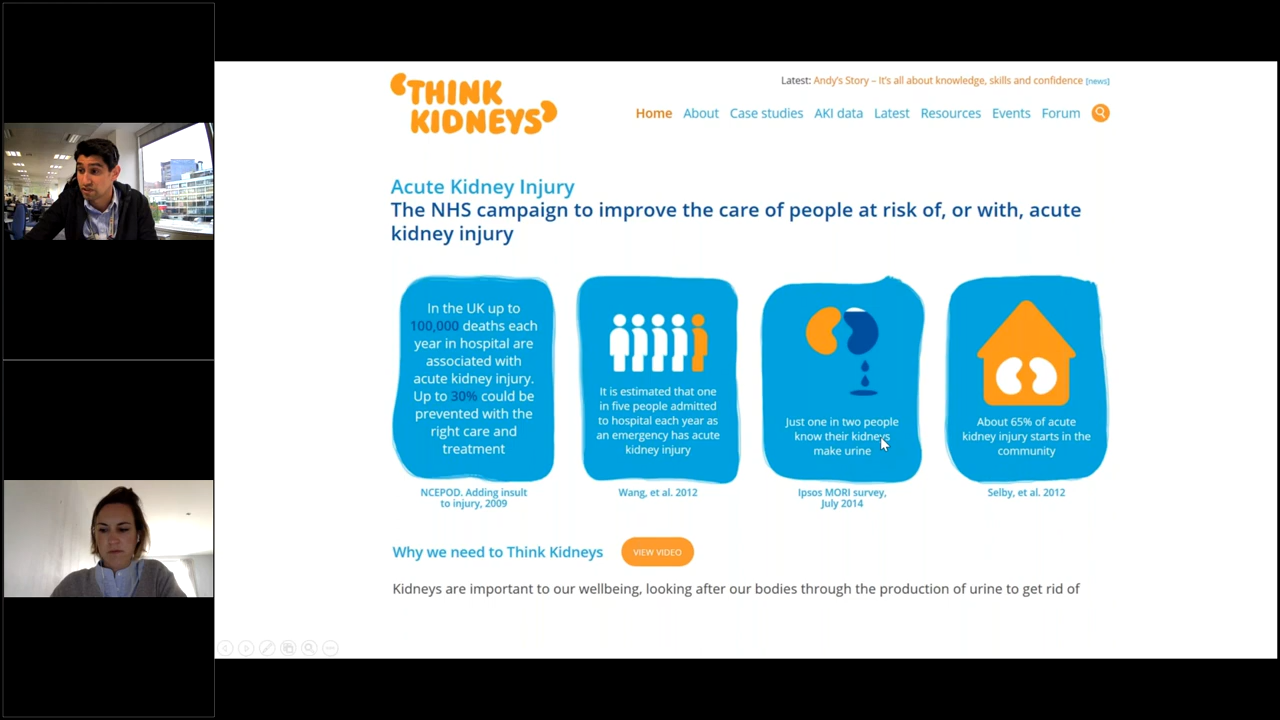 THINK
KIDNEYS
Latest: Andy's Story – It's all about knowledge, skills and confidence [news]
Home About Case studies AKI data Latest Resources Events Forum
Acute Kidney Injury
The NHS campaign to improve the care of people at risk of, or with, acute
kidney injury
In the UK up to
100,000 deaths each
year in hospital are
associated with
acute kidney injury.
Up to 30% could be
prevented with the
right care and
treatment
NCEPOD. Adding insult
to injury, 2009
It is estimated that one
in five people admitted
to hospital each year as
an emergency has acute
kidney injury
Wang, et al. 2012
Just one in two people
know their kidneys
make urine
Ipsos MORI survey,
July 2014
About 65% of acute
kidney injury starts in the
community
Selby, et al. 2012
Why we need to Think Kidneys
VIEW VIDEO
Kidneys are important to our wellbeing, looking after our bodies through the production of urine to get rid of